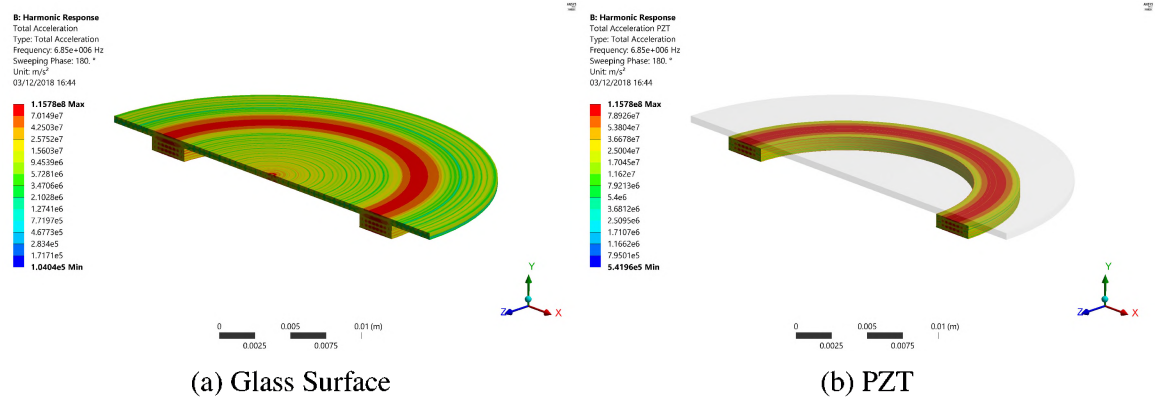 B: Harmonic Response
Total Acceleration
Type: Total Acceleration
Frequency: 6.85e+006 Hz
Sweeping Phase: 180. °
Unit: m/s²
03/12/2018 16:44
1.1578e8 Max
7.0149e7
4.2503e7
2.5752e7
1.5603e7
9.4539e6
5.7281e6
3.4706e6
2.1028e6
1.2741e6
7.7197e5
4.6773e5
2.834e5
1.7171e5
1.0404e5 Min
Y
Z
X
0
0.005
0.01 (m)
0.0025
0.0075
(a) Glass Surface
B: Harmonic Response
Total Acceleration PZT
Type: Total Acceleration
Frequency: 6.85e+006 Hz
Sweeping Phase: 180. °
Unit: m/s²
03/12/2018 16:44
1.1578e8 Max
7.8926e7
5.3804e7
3.6678e7
2.5004e7
1.7045e7
1.162e7
7.9213e6
5.4e6
3.6812e6
2.5095e6
1.7107e6
1.1662e6
7.9501e5
5.4196e5 Min
Y
Z
X
0
0.005
0.01 (m)
0.0025
0.0075
(b) PZT